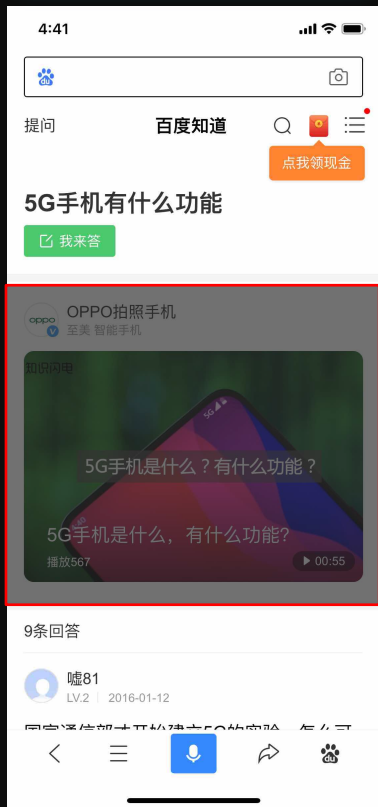 4:41
du
提问
百度知道
点我领现金
5G手机有什么功能
我来答
oppo
OPPO拍照手机
V
至美 智能手机
知识闪电
5G
5G手机是什么？有什么功能？
5G手机是什么，有什么功能?
播放567
00:55
9条回答
嘘81
LV.2 2016-01-12
国家通信部才开始建立5G的实验，怎么可
du